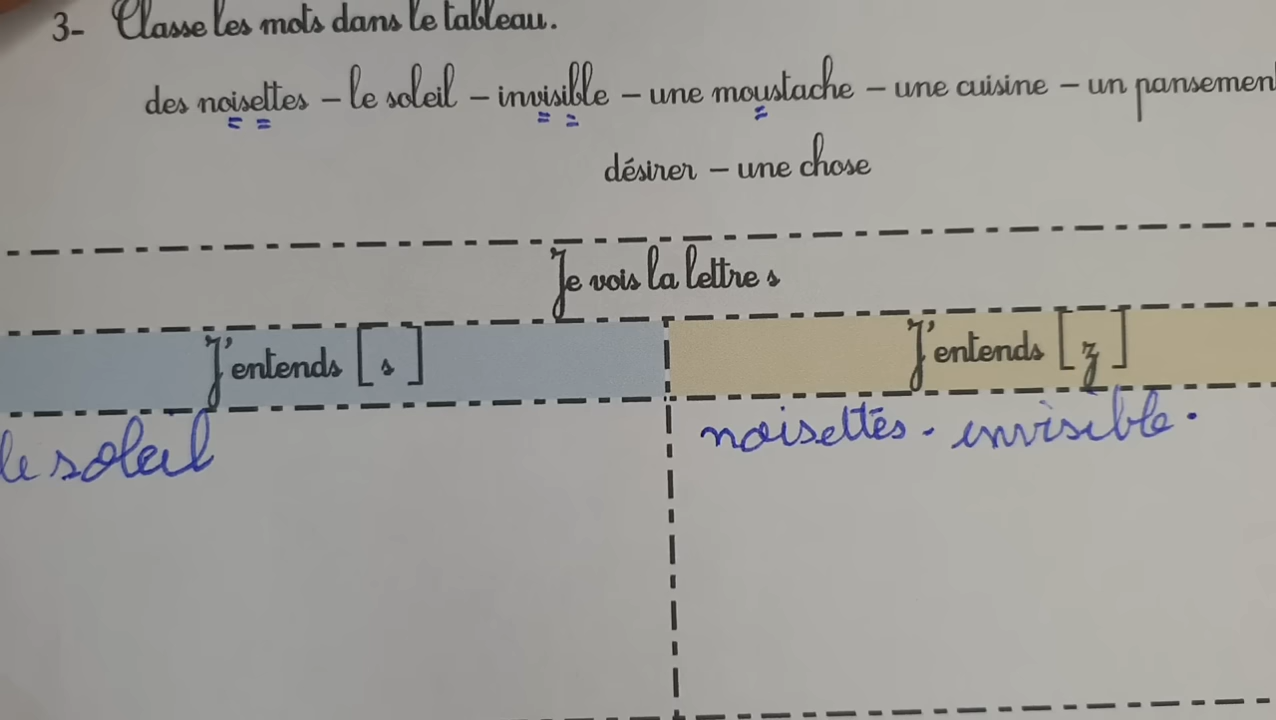 3- Classe les mots dans le tableau.
des noisettes – le soleil – invisible – une moustache – une cuisine – un pansemen
désirer – une chose
Je vois la lettre s
J'entends [s]
J'entends [z]
le soleil
noisettes. invisible.